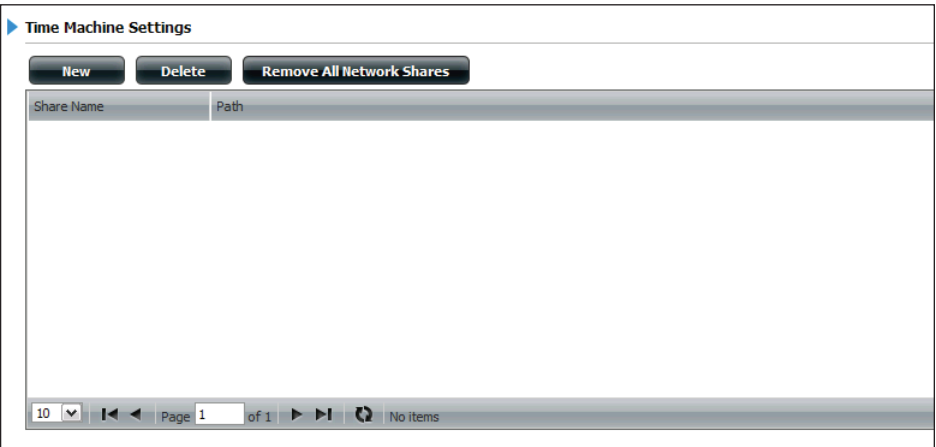 Time Machine Settings
New Delete Remove All Network Shares
Share Name Path
10 Page 1 of 1 No items